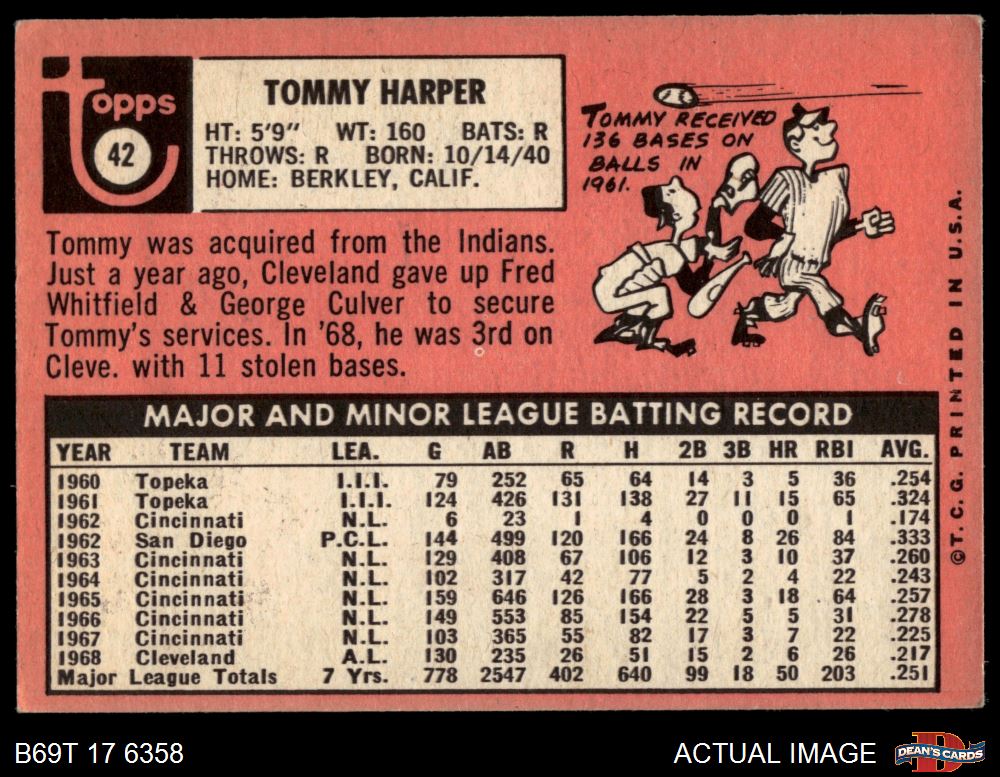 Topps
42
TOMMY HARPER
HT: 5'9" WT: 160 BATS: R
THROWS: R BORN: 10/14/40
HOME: BERKLEY, CALIF.
TOMMY RECEIVED
136 BASES ON
BALLS IN
1961.
Tommy was acquired from the Indians.
Just a year ago, Cleveland gave up Fred
Whitfield & George Culver to secure
Tommy's services. In '68, he was 3rd on
Cleve. with 11 stolen bases.
MAJOR AND MINOR LEAGUE BATTING RECORD
YEAR TEAM LEA. G AB R H 2B 3B HR RBI AVG.
1960 Topeka I.I.I. 79 252 65 64 14 3 5 36 .254
1961 Topeka I.I.I. 124 426 131 138 27 11 15 65 .324
1962 Cincinnati N.L. 6 23 1 4 0 0 0 1 .174
1962 San Diego P.C.L. 144 499 120 166 24 8 26 84 .333
1963 Cincinnati N.L. 129 408 67 106 12 3 10 37 .260
1964 Cincinnati N.L. 102 317 42 77 5 2 4 22 .243
1965 Cincinnati N.L. 159 646 126 166 28 3 18 64 .257
1966 Cincinnati N.L. 149 553 85 154 22 5 5 31 .278
1967 Cincinnati N.L. 103 365 55 82 17 3 7 22 .225
1968 Cleveland A.L. 130 235 26 51 15 2 6 26 .217
Major League Totals 7 Yrs. 778 2547 402 640 99 18 50 203 .251
©T. C. G. PRINTED IN U.S.A.
B69T 17 6358
ACTUAL IMAGE
D
DEAN'S CARDS